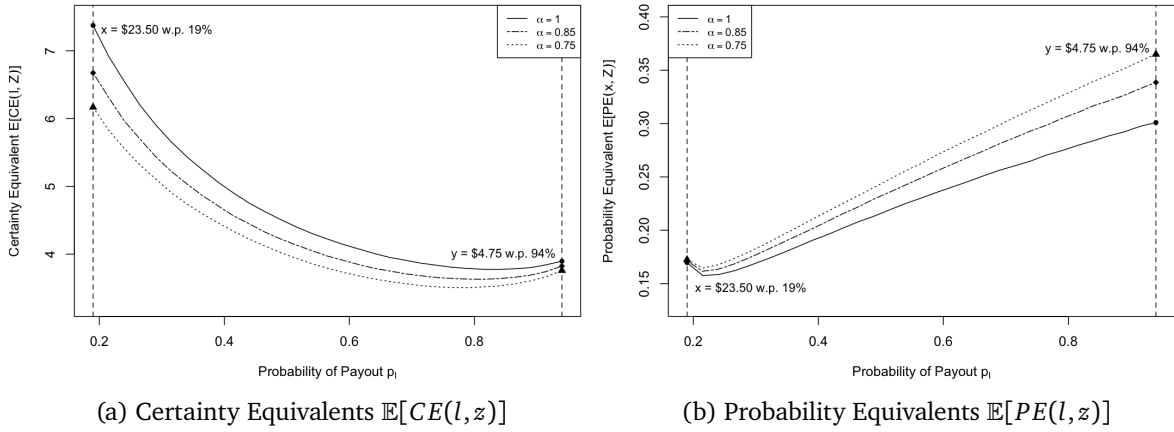 Certainty Equivalent E[CE(l, Z)]
7
6
5
4
x = $23.50 w.p. 19%
y = $4.75 w.p. 94%
α = 1
α = 0.85
α = 0.75
0.2 0.4 0.6 0.8
Probability of Payout pₗ
(a) Certainty Equivalents 𝔼[CE(l, z)]
Probability Equivalent E[PE(x, Z)]
0.40
0.35
0.30
0.25
0.20
0.15
α = 1
α = 0.85
α = 0.75
y = $4.75 w.p. 94%
x = $23.50 w.p. 19%
0.2 0.4 0.6 0.8
Probability of Payout pₗ
(b) Probability Equivalents 𝔼[PE(l, z)]